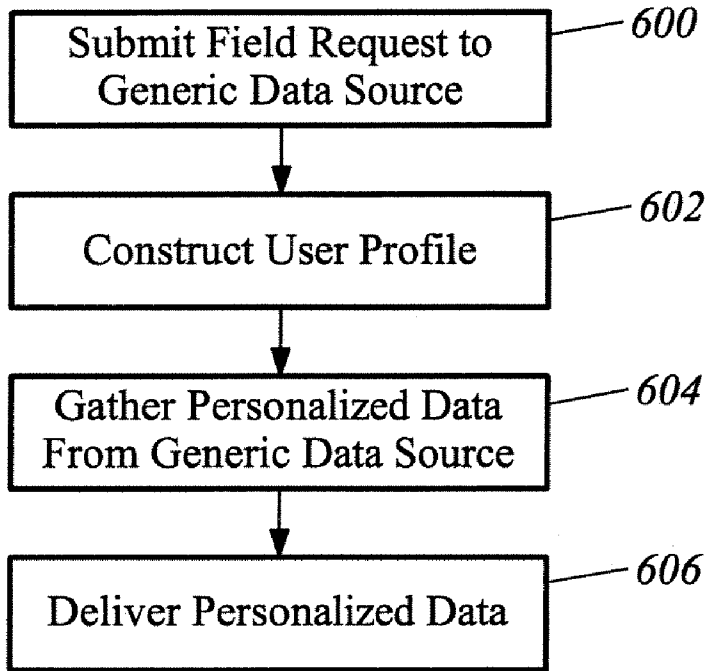 Submit Field Request to
Generic Data Source
600
Construct User Profile
602
Gather Personalized Data
From Generic Data Source
604
Deliver Personalized Data
606